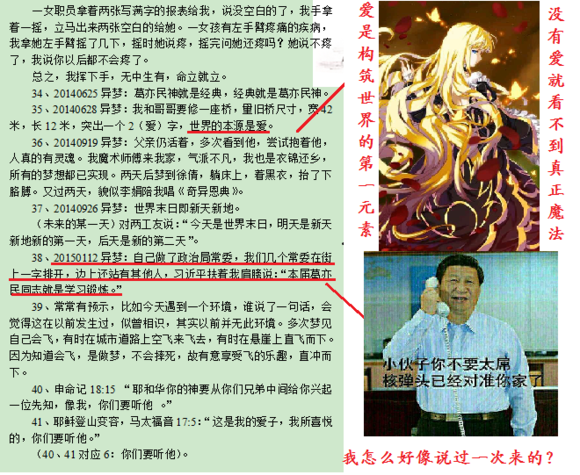 一女职员拿着两张写满字的报表给我，说没空白的了，我手拿
着一摇，立马出来两张空白的给她。一女孩有左手臂疼痛的疾病，
我拿她左手臂摇了几下，摇时她说疼，摇完问她还疼吗？她说不疼
了，我说你以后都不会疼了。
总之，我挥下手，无中生有，命立就立。
34、20140625 异梦：葛亦民神就是经典，经典就是葛亦民神。
35、20140628 异梦：我和哥哥要修一座桥，量旧桥尺寸，宽 42
米，长 12 米，突出一个 2（爱）字，世界的本源是爱。
36、20140919 异梦：父亲仍活着，多次看到他，尝试抱着他，
人真的有灵魂。我魔术师傅来我家，气派不凡，我也是衣锦还乡，
所有的梦想都已实现。两天后梦到徐倩，躺床上，着黑衣，抬了下
胳膊。又过两天，貌似李絹陪我唱《奇异恩典》。
37、20140926 异梦：世界末日即新天新地。
（未来的某一天）对两工友说：“今天是世界末日，明天是新天
新地新的第一天，后天是新的第二天”。
38、20150112 异梦：自己做了政治局常委，我们几个常委在街
上一字排开，边上还站有其他人，习近平扶着我肩膀说：“本届葛亦
民同志就是学习锻炼。”
39、常常有预示，比如今天遇到一个环境，谁说了一句话，会
觉得在以前发生过，似曾相识，其实以前并无此环境。多次梦见
自己会飞，有时在城市道路上空飞来飞去，有时在悬崖上直飞而下。
因为知道会飞，是做梦，不会摔死，故有意享受飞的乐趣，直冲而
下。
40、申命记 18:15 “耶和华你的神要从你们兄弟中间给你兴起
一位先知，像我，你们要听他 。”
41、耶稣登山变容，马太福音 17:5：“这是我的爱子，我所喜悦
的，你们要听他。”
（40、41 对应 6：你们要听他）。
爱是构筑世界的第一元素
没有爱就看不到真正魔法
小伙子你不要太屌
核弹头已经对准你家了
我怎么好像说过一次来的？